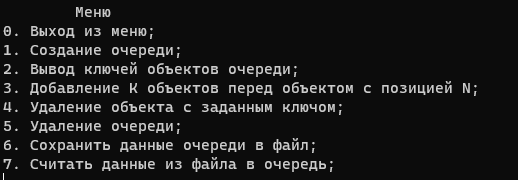 Меню
0. Выход из меню;
1. Создание очереди;
2. Вывод ключей объектов очереди;
3. Добавление К объектов перед объектом с позицией N;
4. Удаление объекта с заданным ключом;
5. Удаление очереди;
6. Сохранить данные очереди в файл;
7. Считать данные из файла в очередь;